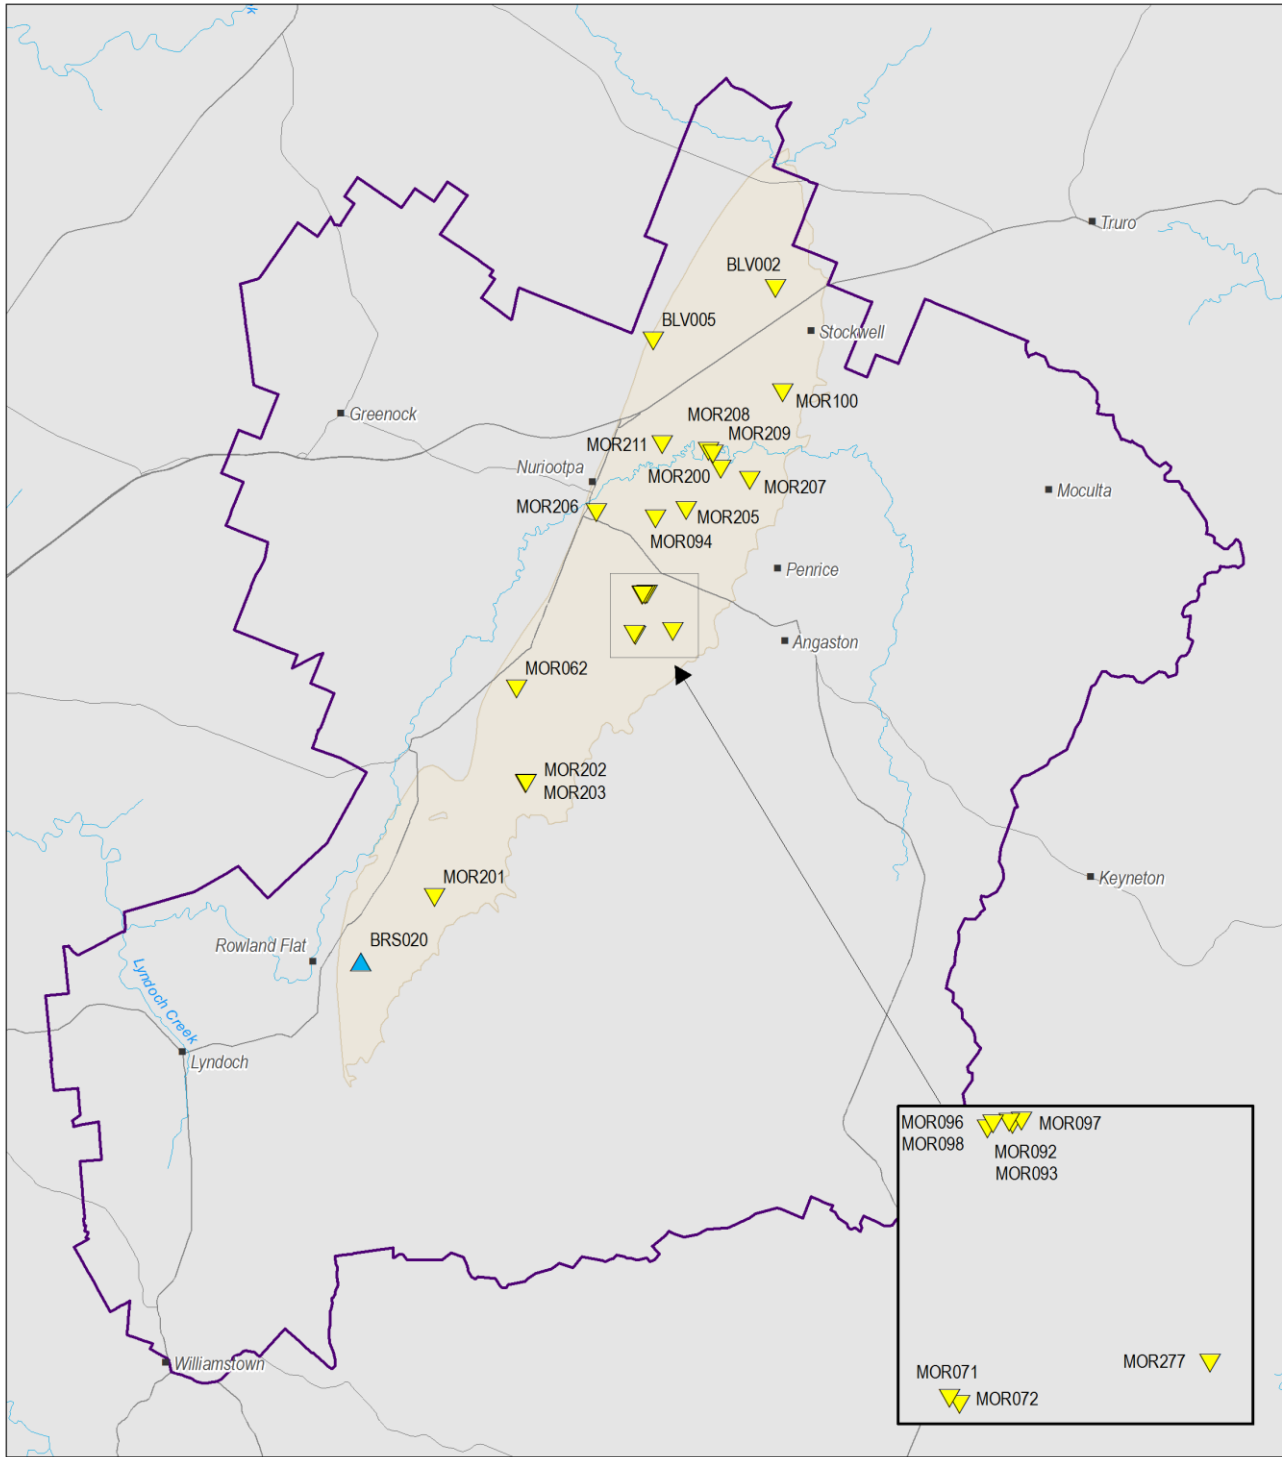 k
Truro
BLV002
BLV005
Stockwell
MOR100
Greenock
MOR208
MOR209
MOR211
Nuriootpa
MOR200
MOR207
Moculta
MOR206
MOR205
MOR094
Penrice
Angaston
MOR062
MOR202
MOR203
Keyneton
MOR201
BRS020
Rowland Flat
Lyndoch Creek
Lyndoch
MOR096
MOR097
MOR098
MOR092
MOR093
MOR277
MOR071
MOR072
Williamstown